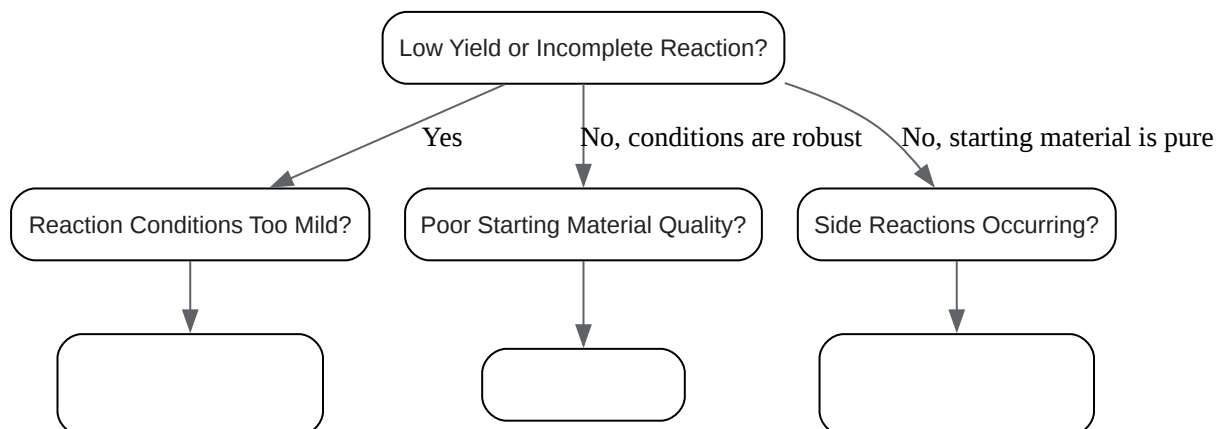 Low Yield or Incomplete Reaction?
Yes
No, conditions are robust
No, starting material is pure
Reaction Conditions Too Mild?
Poor Starting Material Quality?
Side Reactions Occurring?